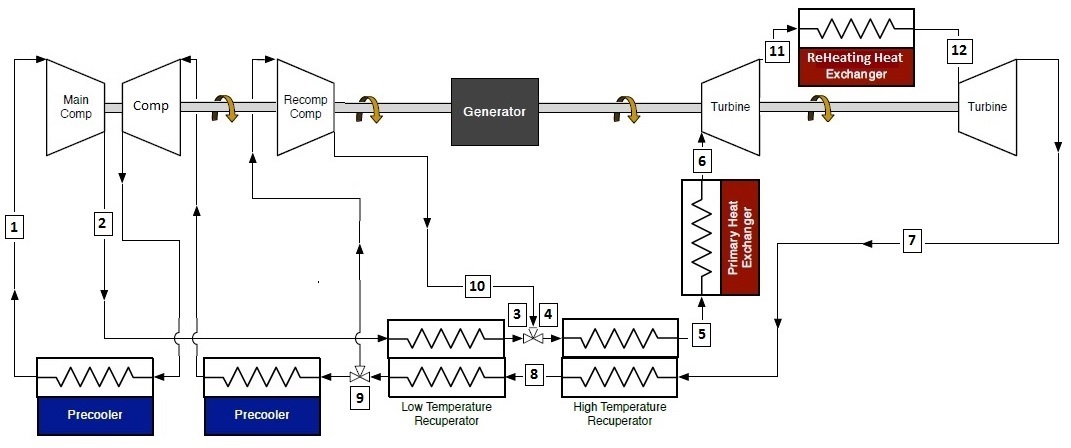 11
ReHeating Heat
Exchanger
12
Main
Comp
Comp
Recomp
Comp
Generator
Turbine
Turbine
6
1
2
Primary Heat
Exchanger
7
10
3
4
5
8
9
Precooler
Precooler
Low Temperature
Recuperator
High Temperature
Recuperator